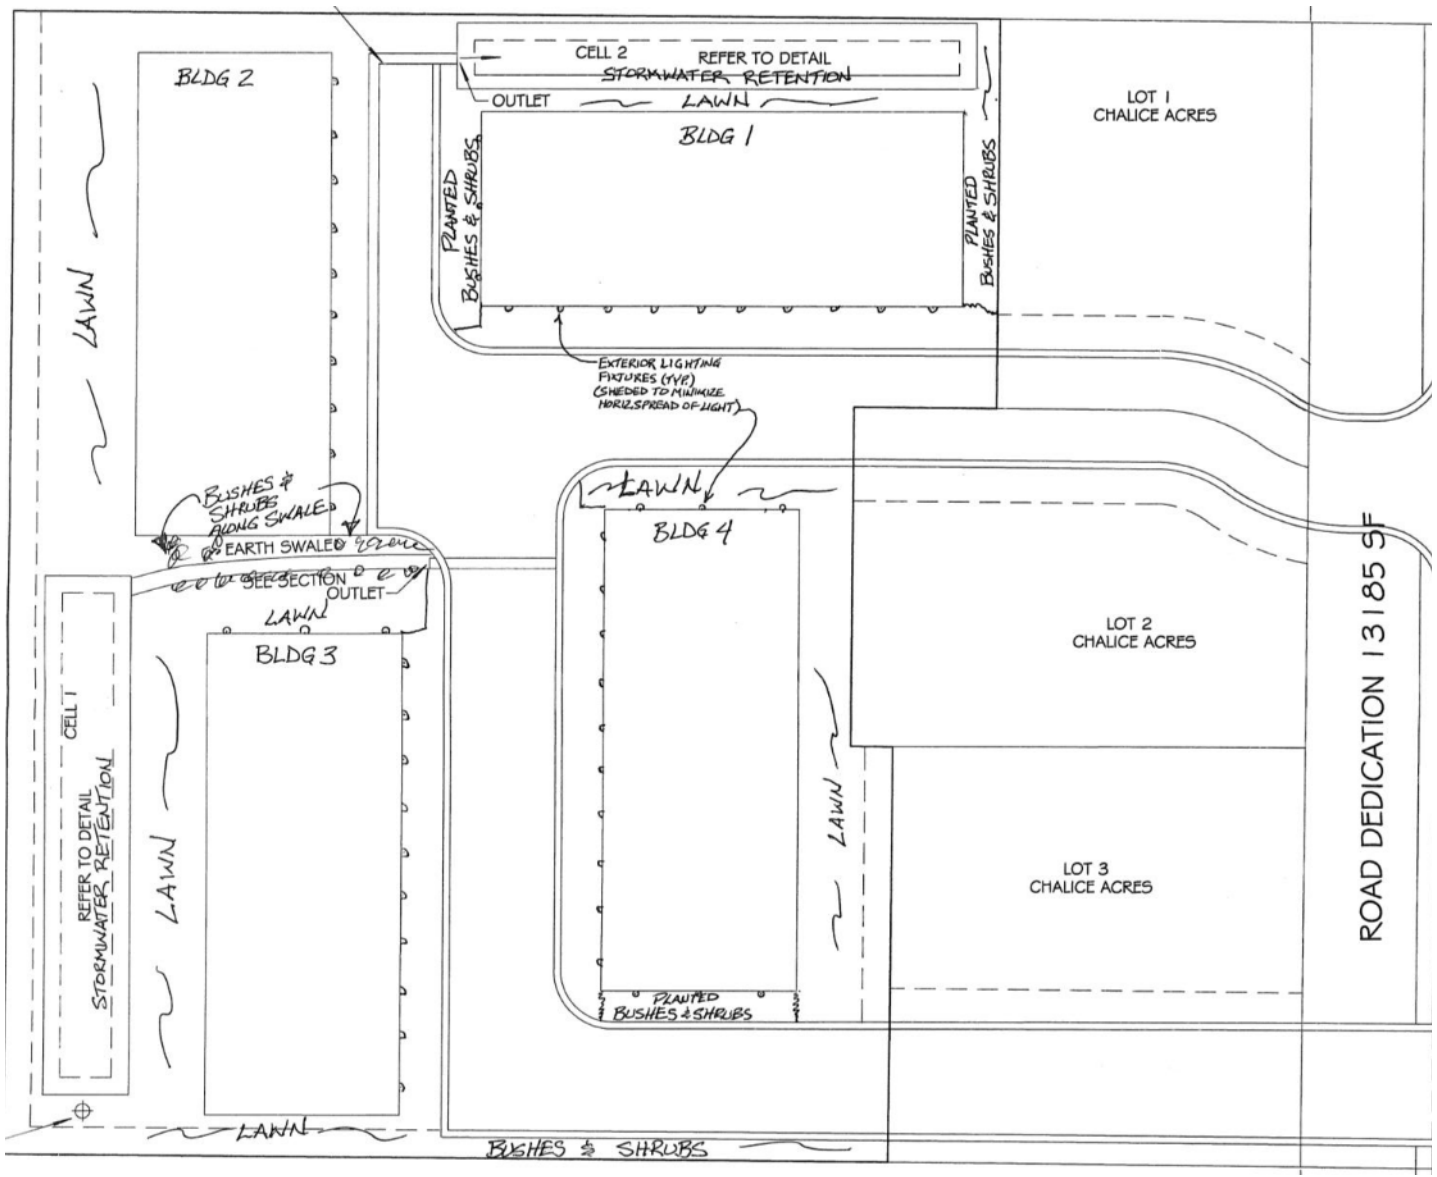 BLDG 2
CELL 2
REFER TO DETAIL
STORMWATER RETENTION
OUTLET
LAWN
BLDG 1
PLANTED
BUSHES & SHRUBS
PLANTED
BUSHES & SHRUBS
LOT 1
CHALICE ACRES
LAWN
EXTERIOR LIGHTING
FIXTURES (TYP.)
(SHEDED TO MINIMIZE
HORIZ. SPREAD OF LIGHT)
BUSHES &
SHRUBS
ALONG SWALE
EARTH SWALE
SEE SECTION
OUTLET
LAWN
BLDG 4
LAWN
BLDG 3
CELL 1
REFER TO DETAIL
STORMWATER RETENTION
LAWN
LAWN
LOT 2
CHALICE ACRES
LOT 3
CHALICE ACRES
ROAD DEDICATION 13185 SF
PLANTED
BUSHES & SHRUBS
LAWN
BUSHES & SHRUBS